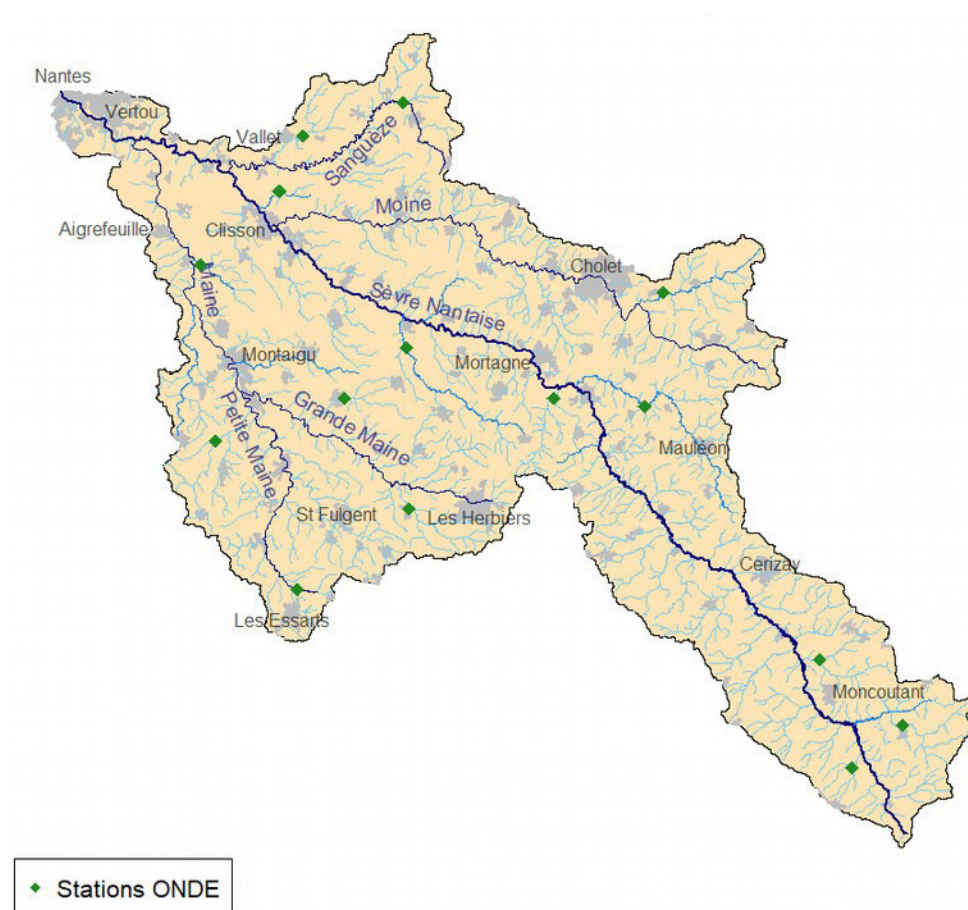 Nantes
Vertou
Vallet
Sanguèze
Moine
Aigrefeuille
Clisson
Cholet
Maine
Sèvre Nantaise
Montaigu
Mortagne
Petite Maine
Grande Maine
Mauléon
St Fulgent
Les Herbiers
Cerizay
Les Essarts
Moncoutant
Stations ONDE